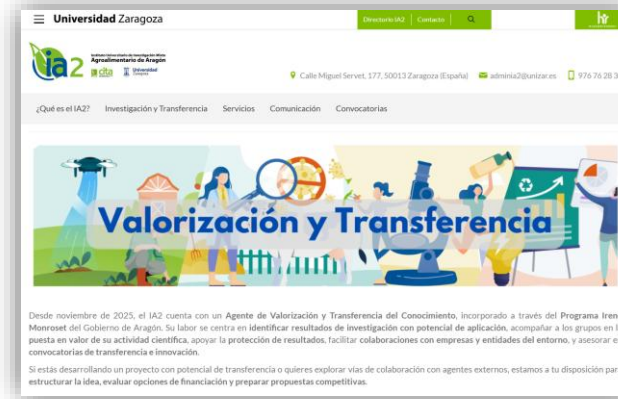 Universidad Zaragoza
Directorio IA2 Contacto
hr
ia2
Instituto Universitario de Investigación Mixto
Agroalimentario de Aragón
cita
Universidad
Zaragoza
Calle Miguel Servet, 177, 50013 Zaragoza (España) adminia2@unizar.es 976 76 28 3
¿Qué es el IA2? Investigación y Transferencia Servicios Comunicación Convocatorias
Valorización y Transferencia
Desde noviembre de 2025, el IA2 cuenta con un Agente de Valorización y Transferencia del Conocimiento, incorporado a través del Programa Iren
Monroset del Gobierno de Aragón. Su labor se centra en identificar resultados de investigación con potencial de aplicación, acompañar a los grupos en l
puesta en valor de su actividad científica, apoyar la protección de resultados, facilitar colaboraciones con empresas y entidades del entorno, y asesorar e
convocatorias de transferencia e innovación.
Si estás desarrollando un proyecto con potencial de transferencia o quieres explorar vías de colaboración con agentes externos, estamos a tu disposición par
estructurar la idea, evaluar opciones de financiación y preparar propuestas competitivas.